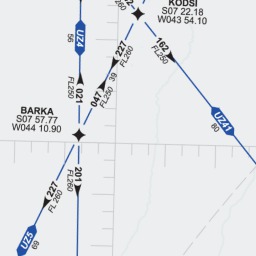 KODSI
S07 22.18
W043 54.10
UZ4
56
227
FL260
162
FL260
39
021
FL260
047
FL250
BARKA
S07 57.77
W044 10.90
UZ41
80
227
FL260
201
FL260
UZ5
69